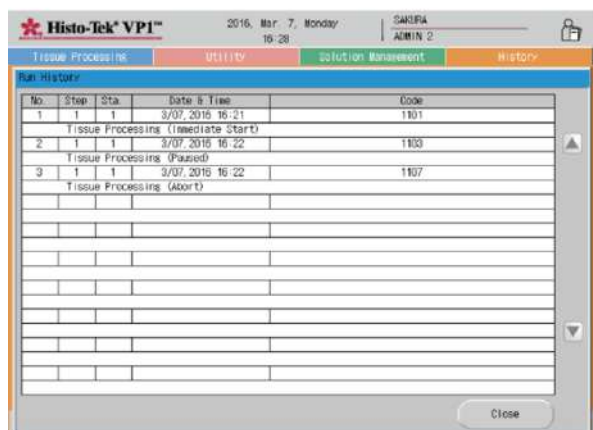 Histo-Tek® VP1™
2016, Mar. 7, Monday
16:28
SAKURA
ADMIN 2
Tissue Processing Utility Solution Management History
Run History
No. Step Sta. Date & Time Code
1 1 1 3/07, 2016 16:21 1101
Tissue Processing (Immediate Start)
2 1 1 3/07, 2016 16:22 1103
Tissue Processing (Paused)
3 1 1 3/07, 2016 16:22 1107
Tissue Processing (Abort)
Close